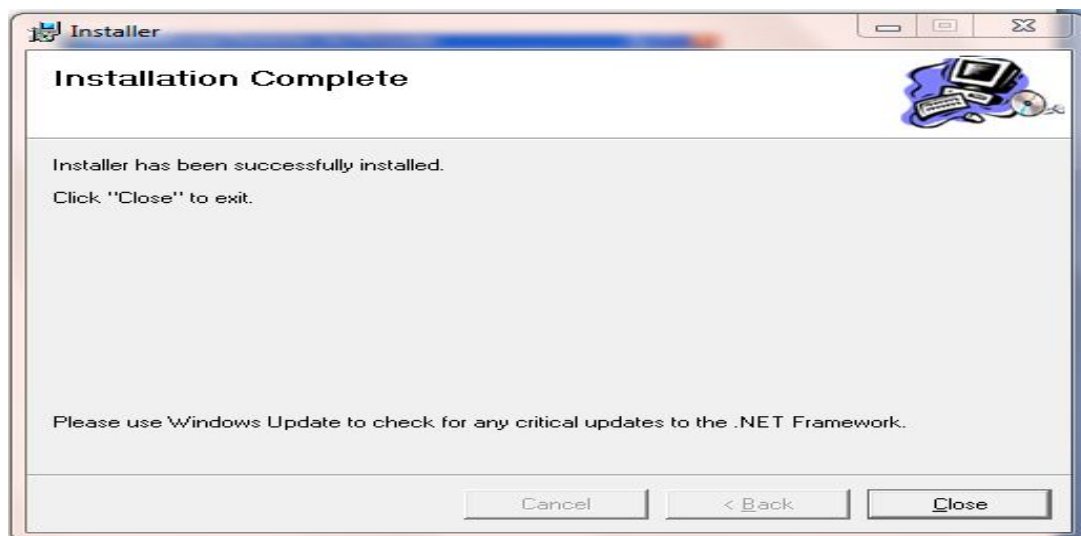 Installer
Installation Complete
Installer has been successfully installed.
Click "Close" to exit.
Please use Windows Update to check for any critical updates to the .NET Framework.
Cancel
< Back
Close